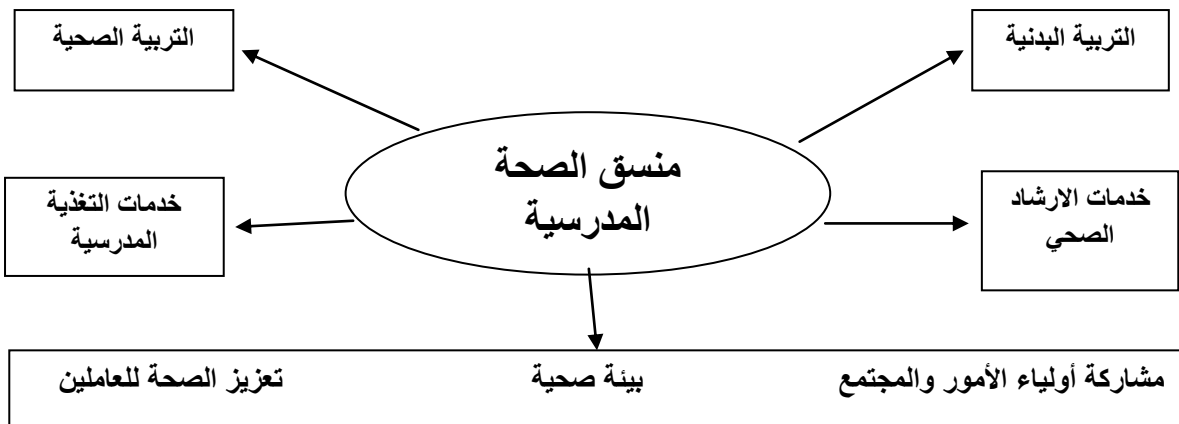 التربية البدنية
التربية الصحية
منسق الصحة
المدرسية
خدمات الارشاد
الصحي
خدمات التغذية
المدرسية
مشاركة أولياء الأمور والمجتمع
بيئة صحية
تعزيز الصحة للعاملين